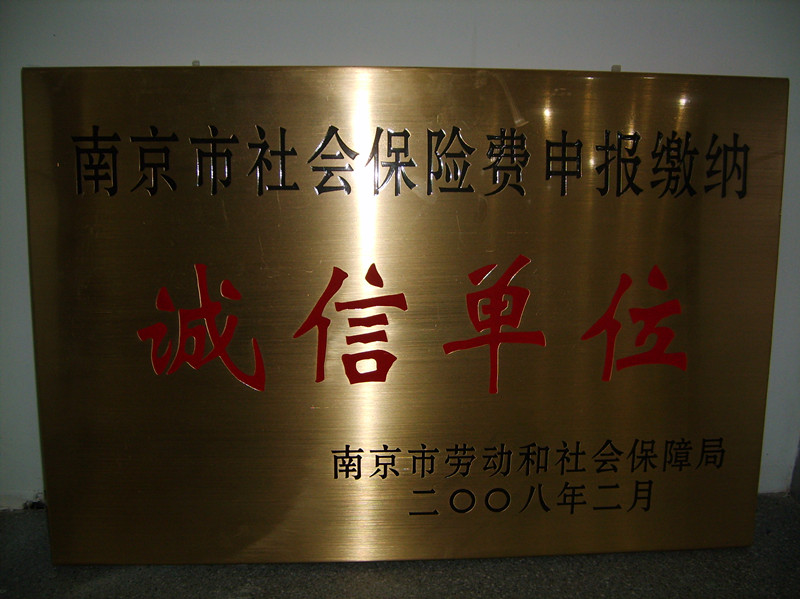 南京市社会保险费申报缴纳
诚信单位
南京市劳动和社会保障局
二〇〇八年二月